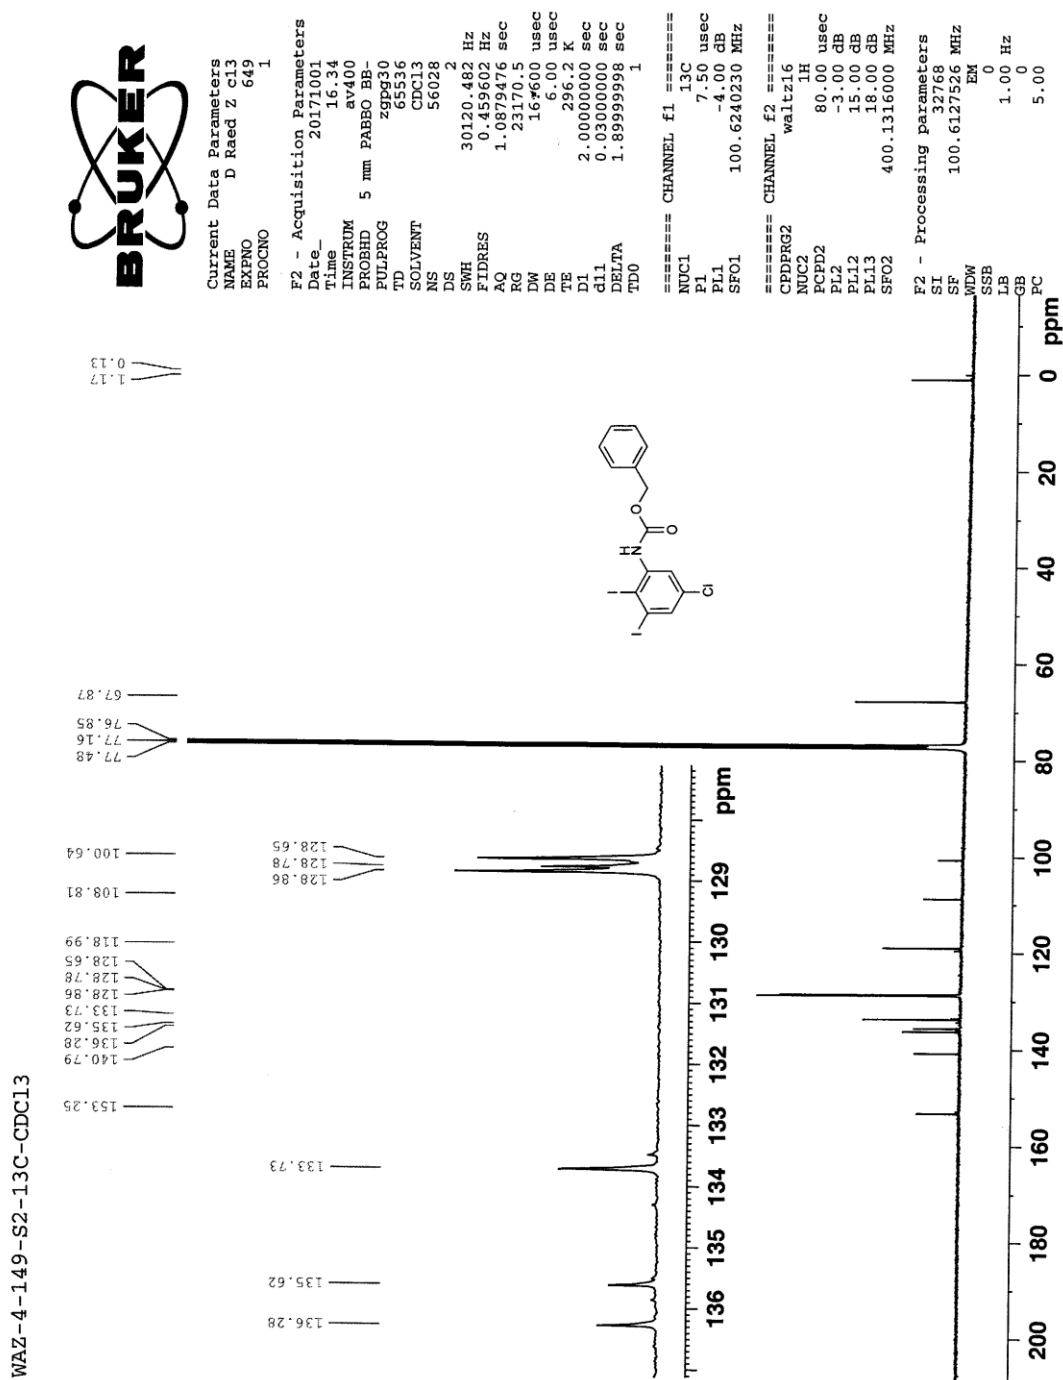 WAZ-4-149-S2-13C-CDCl3
BRUKER
Current Data Parameters
NAME D Raed Z c13
EXPNO 649
PROCNO 1
F2 - Acquisition Parameters
Date_ 20171001
Time 16.34
INSTRUM av400
PROBHD 5 mm PABBO BB-
PULPROG zgpg30
TD 65536
SOLVENT CDCl3
NS 56028
DS 2
SWH 30120.482 Hz
FIDRES 0.459602 Hz
AQ 1.0879476 sec
RG 23170.5
DW 16.600 usec
DE 6.00 usec
TE 296.2 K
D1 2.00000000 sec
d11 0.03000000 sec
DELTA 1.89999998 sec
TD0 1
======== CHANNEL f1 ========
NUC1 13C
P1 7.50 usec
PL1 -4.00 dB
SFO1 100.6240230 MHz
======== CHANNEL f2 ========
CPDPRG2 waltz16
NUC2 1H
PCPD2 80.00 usec
PL2 -3.00 dB
PL12 15.00 dB
PL13 18.00 dB
SFO2 400.1316000 MHz
F2 - Processing parameters
SI 32768
SF 100.6127526 MHz
WDW EM
SSB 0
LB 1.00 Hz
GB 0
PC 5.00
153.25
140.79
136.28
135.62
133.73
128.86
128.78
128.65
118.99
108.81
100.64
77.48
77.16
76.85
67.87
1.17
0.13
136.28
135.62
133.73
128.86
128.78
128.65
136 135 134 133 132 131 130 129 ppm
I
I
Cl
H
N
O
O
200 180 160 140 120 100 80 60 40 20 0 ppm